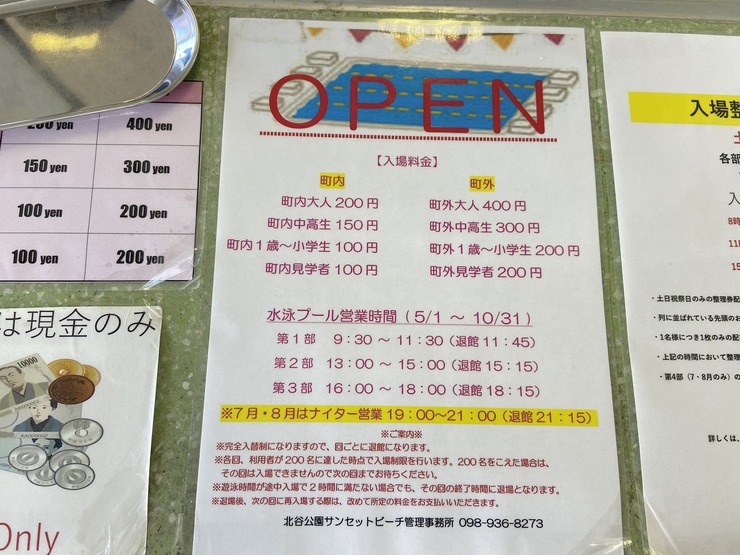 OPEN
【入場料金】
町内 町外
町内大人200円 町外大人400円
町内中高生150円 町外中高生300円
町内1歳～小学生100円 町外1歳～小学生200円
町内見学者100円 町外見学者200円
水泳プール営業時間(5/1 ～ 10/31)
第1部 9:30 ～ 11:30(退館11:45)
第2部 13:00 ～ 15:00(退館15:15)
第3部 16:00 ～ 18:00(退館18:15)
※7月・8月はナイター営業19:00～21:00(退館21:15)
※ご案内※
※完全入替制になりますので、回ごとに退館になります。
※各回、利用者が200名に達した時点で入場制限を行います。200名をこえた場合は、
その回は入場できませんので次の回までお待ちください。
※遊泳時間が途中入場で2時間に満たない場合でも、その回の終了時間に退場となります。
※退場後、次の回に再入場する際は、改めて所定の料金をお支払いいただきます。
北谷公園サンセットビーチ管理事務所 098-936-8273
200 yen 400 yen
150 yen 300 yen
100 yen 200 yen
100 yen 200 yen
は現金のみ
10000
Only
入場整
各部
入
8時
11
15
・土日祝祭日のみの整理券配
・列に並ばれている先頭のお
・1名様につき1枚のみの配
・上記の時間において整理
・第4部(7・8月のみ)の
詳しくは、